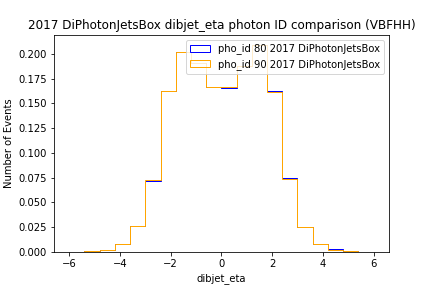 2017 DiPhotonJetsBox dibjet_eta photon ID comparison (VBFHH)
pho_id 80 2017 DiPhotonJetsBox
pho_id 90 2017 DiPhotonJetsBox
Number of Events
0.200
0.175
0.150
0.125
0.100
0.075
0.050
0.025
0.000
−6 −4 −2 0 2 4 6
dibjet_eta